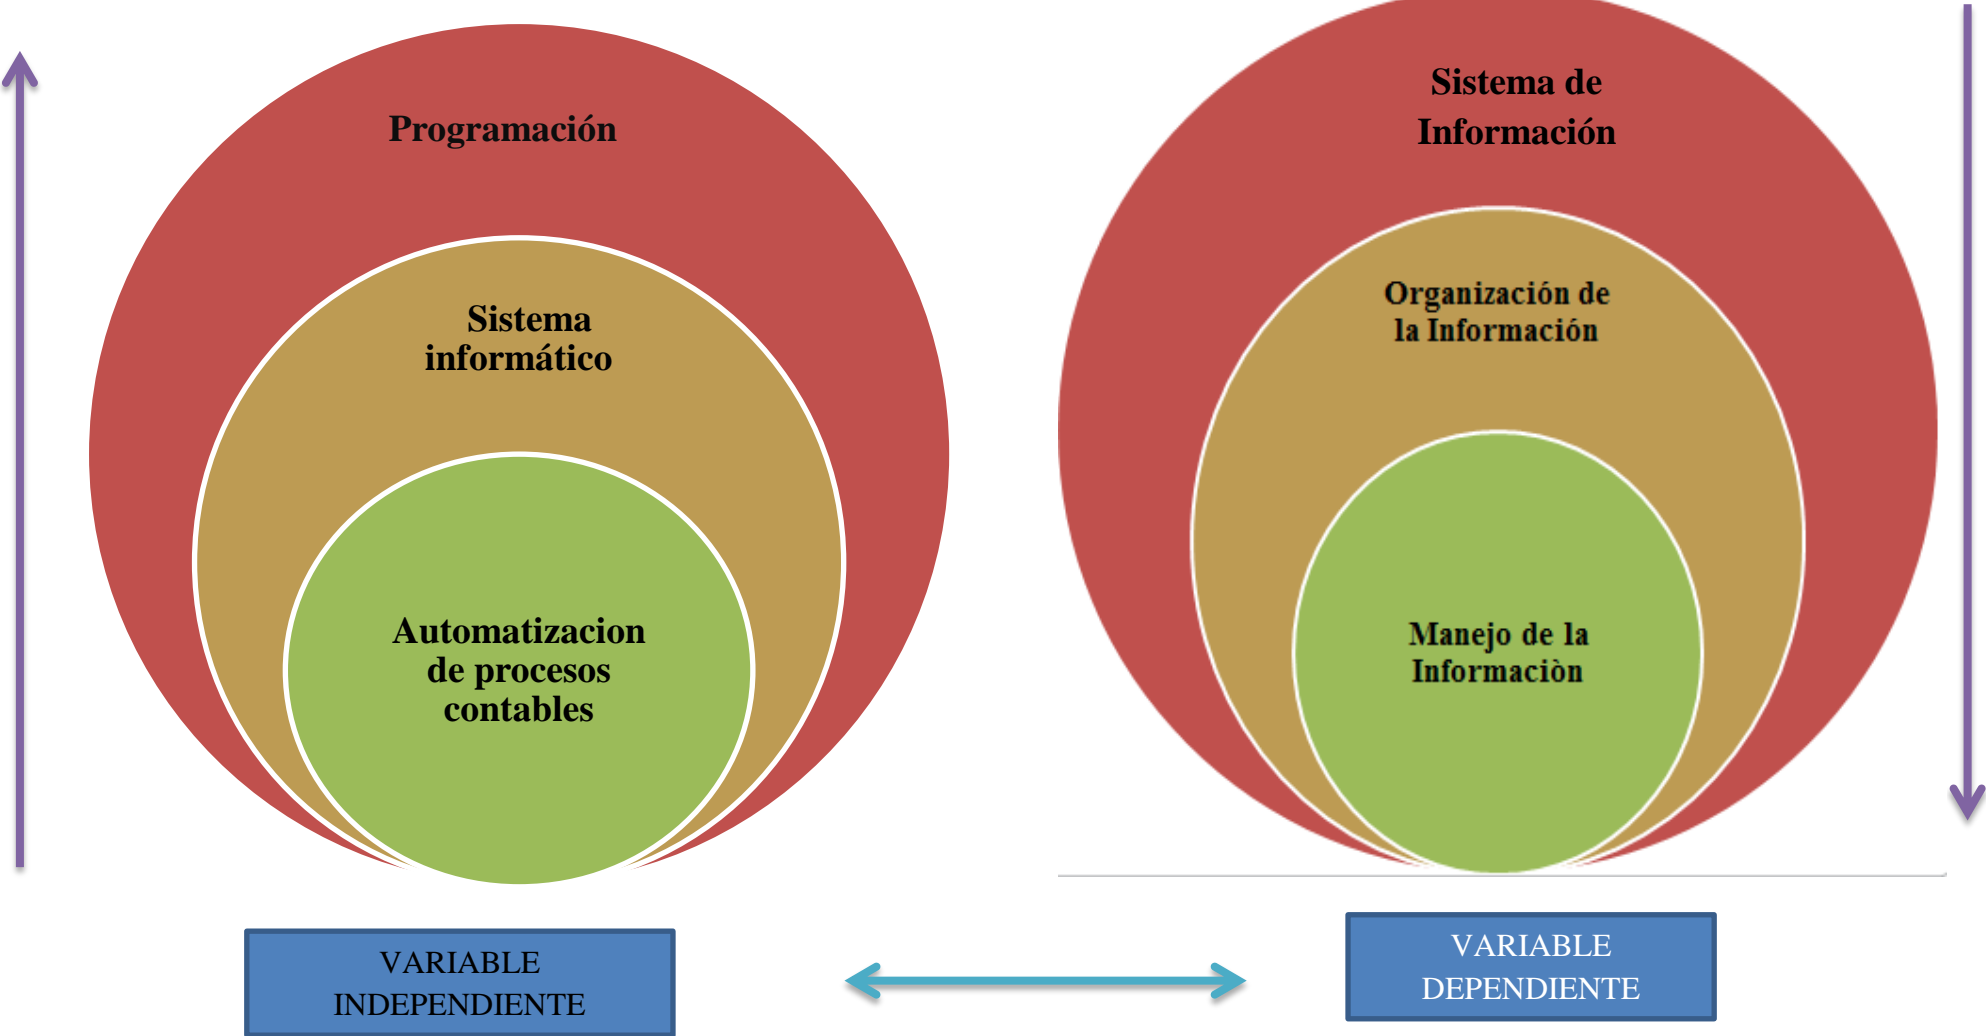 Programación
Sistema
informático
Automatizacion
de procesos
contables
VARIABLE
INDEPENDIENTE
Sistema de
Información
Organización de
la Información
Manejo de la
Informaciòn
VARIABLE
DEPENDIENTE